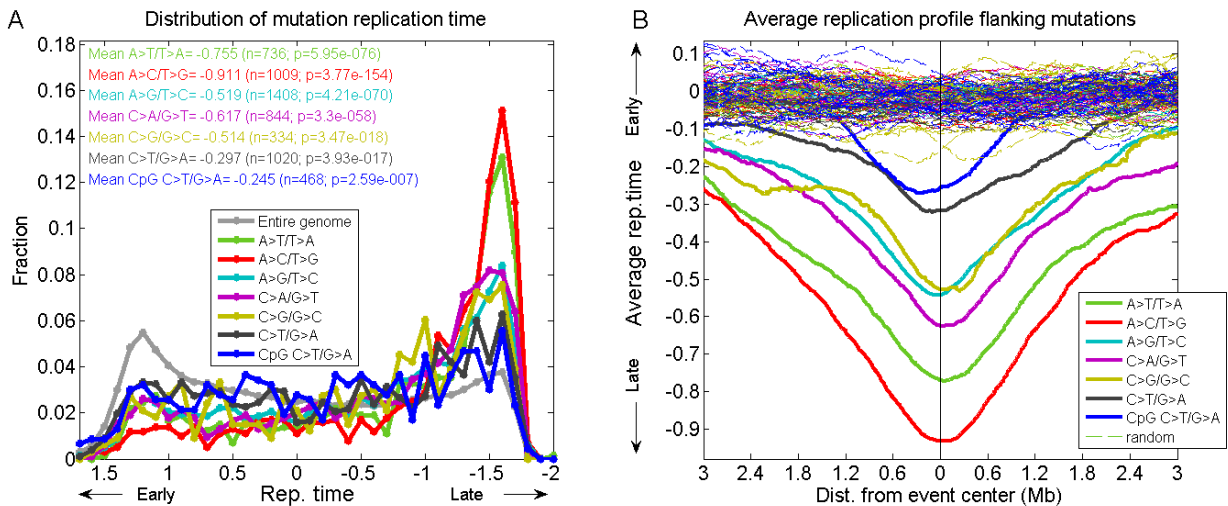 A
Distribution of mutation replication time
0.18
0.16
0.14
0.12
0.1
0.08
0.06
0.04
0.02
0
Fraction
Mean A>T/T>A= -0.755 (n=736; p=5.95e-076)
Mean A>C/T>G= -0.911 (n=1009; p=3.77e-154)
Mean A>G/T>C= -0.519 (n=1408; p=4.21e-070)
Mean C>A/G>T= -0.617 (n=844; p=3.3e-058)
Mean C>G/G>C= -0.514 (n=334; p=3.47e-018)
Mean C>T/G>A= -0.297 (n=1020; p=3.93e-017)
Mean CpG C>T/G>A= -0.245 (n=468; p=2.59e-007)
Entire genome
A>T/T>A
A>C/T>G
A>G/T>C
C>A/G>T
C>G/G>C
C>T/G>A
CpG C>T/G>A
1.5 1 0.5 0 -0.5 -1 -1.5 -2
Early Rep. time Late
B
Average replication profile flanking mutations
0.1
0
-0.1
-0.2
-0.3
-0.4
-0.5
-0.6
-0.7
-0.8
-0.9
Early
Average rep.time
Late
A>T/T>A
A>C/T>G
A>G/T>C
C>A/G>T
C>G/G>C
C>T/G>A
CpG C>T/G>A
random
3 2.4 1.8 1.2 0.6 0 0.6 1.2 1.8 2.4 3
Dist. from event center (Mb)